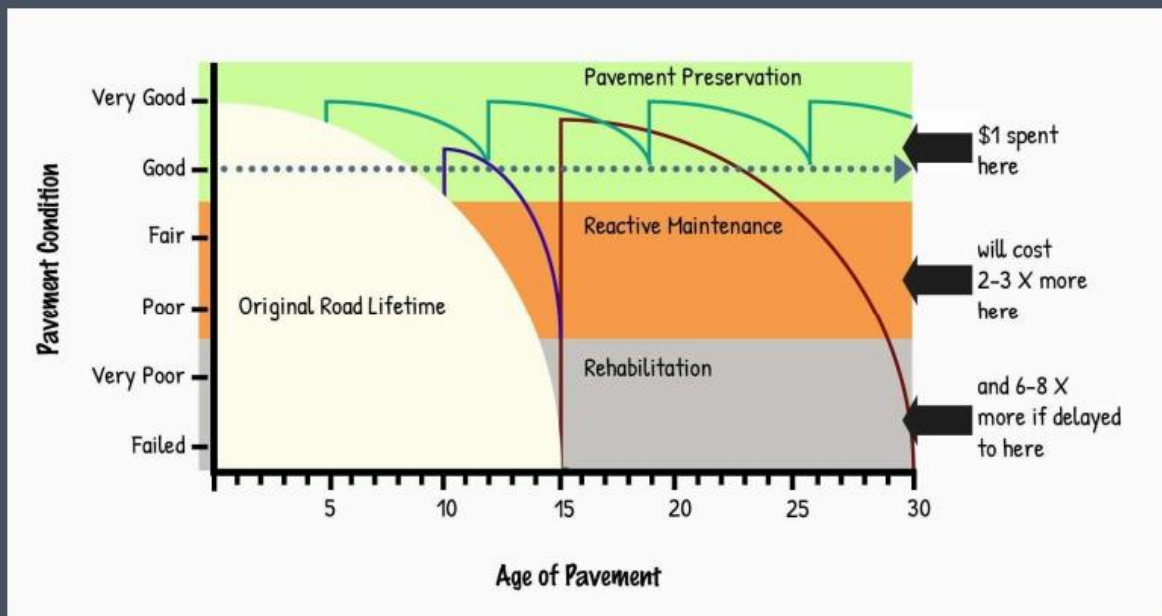 Pavement Preservation
Very Good
$1 spent
here
Good
Pavement Condition
Fair
Reactive Maintenance
will cost
2-3 X more
here
Poor
Original Road Lifetime
Very Poor
Rehabilitation
and 6-8 X
more if delayed
to here
Failed
5 10 15 20 25 30
Age of Pavement